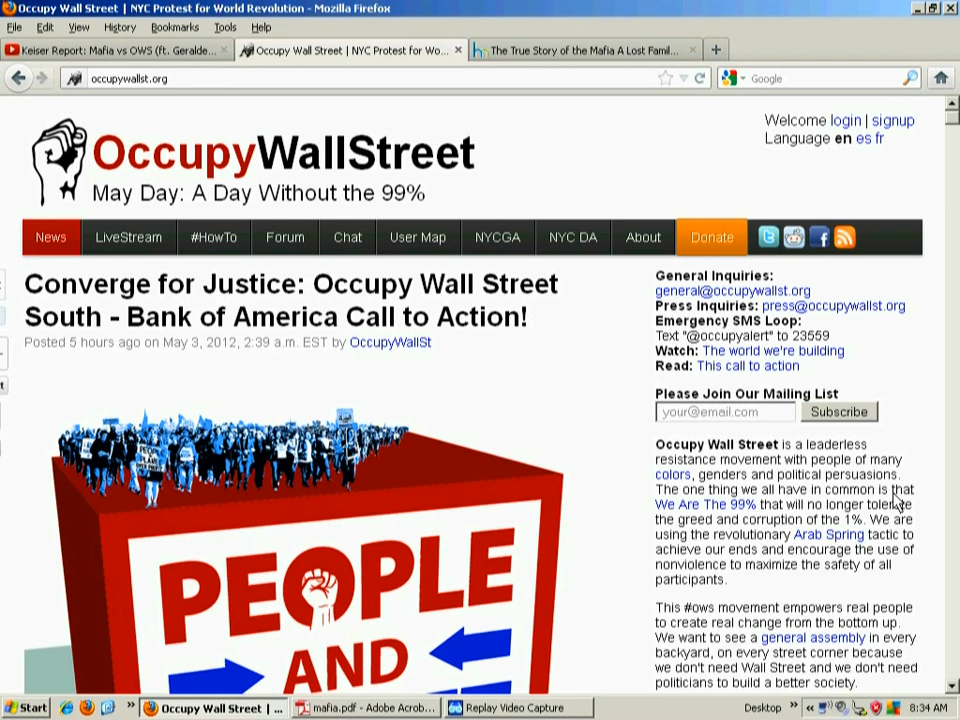 Occupy Wall Street | NYC Protest for World Revolution - Mozilla Firefox
File Edit View History Bookmarks Tools Help
Keiser Report: Mafia vs OWS (ft. Geralde...
Occupy Wall Street | NYC Protest for Wo...
The True Story of the Mafia A Lost Famil...
occupywallst.org
Google
Welcome login | signup
Language en es fr
OccupyWallStreet
May Day: A Day Without the 99%
News LiveStream #HowTo Forum Chat User Map NYCGA NYC DA About Donate
Converge for Justice: Occupy Wall Street
South - Bank of America Call to Action!
Posted 5 hours ago on May 3, 2012, 2:39 a.m. EST by OccupyWallSt
PEOPLE
AND
General Inquiries:
general@occupywallst.org
Press Inquiries: press@occupywallst.org
Emergency SMS Loop:
Text "@occupyalert" to 23559
Watch: The world we're building
Read: This call to action
Please Join Our Mailing List
your@email.com Subscribe
Occupy Wall Street is a leaderless
resistance movement with people of many
colors, genders and political persuasions.
The one thing we all have in common is that
We Are The 99% that will no longer tolerate
the greed and corruption of the 1%. We are
using the revolutionary Arab Spring tactic to
achieve our ends and encourage the use of
nonviolence to maximize the safety of all
participants.
This #ows movement empowers real people
to create real change from the bottom up.
We want to see a general assembly in every
backyard, on every street corner because
we don't need Wall Street and we don't need
politicians to build a better society.
Start
Occupy Wall Street | ...
mafia.pdf - Adobe Acrob...
Replay Video Capture
Desktop
8:34 AM